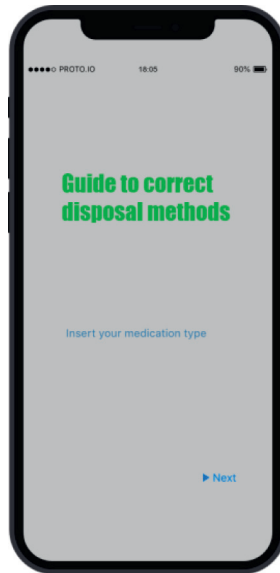 PROTO.IO 18:05 90%
Guide to correct
disposal methods
Insert your medication type
Next